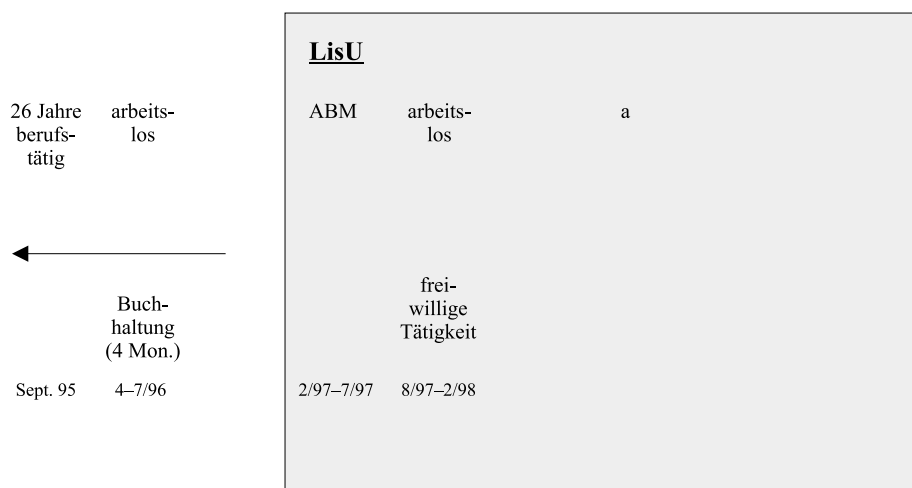 LisU
26 Jahre
berufs-
tätig
arbeits-
los
ABM
arbeits-
los
a
Buch-
haltung
(4 Mon.)
frei-
willige
Tätigkeit
Sept. 95
4–7/96
2/97–7/97
8/97–2/98